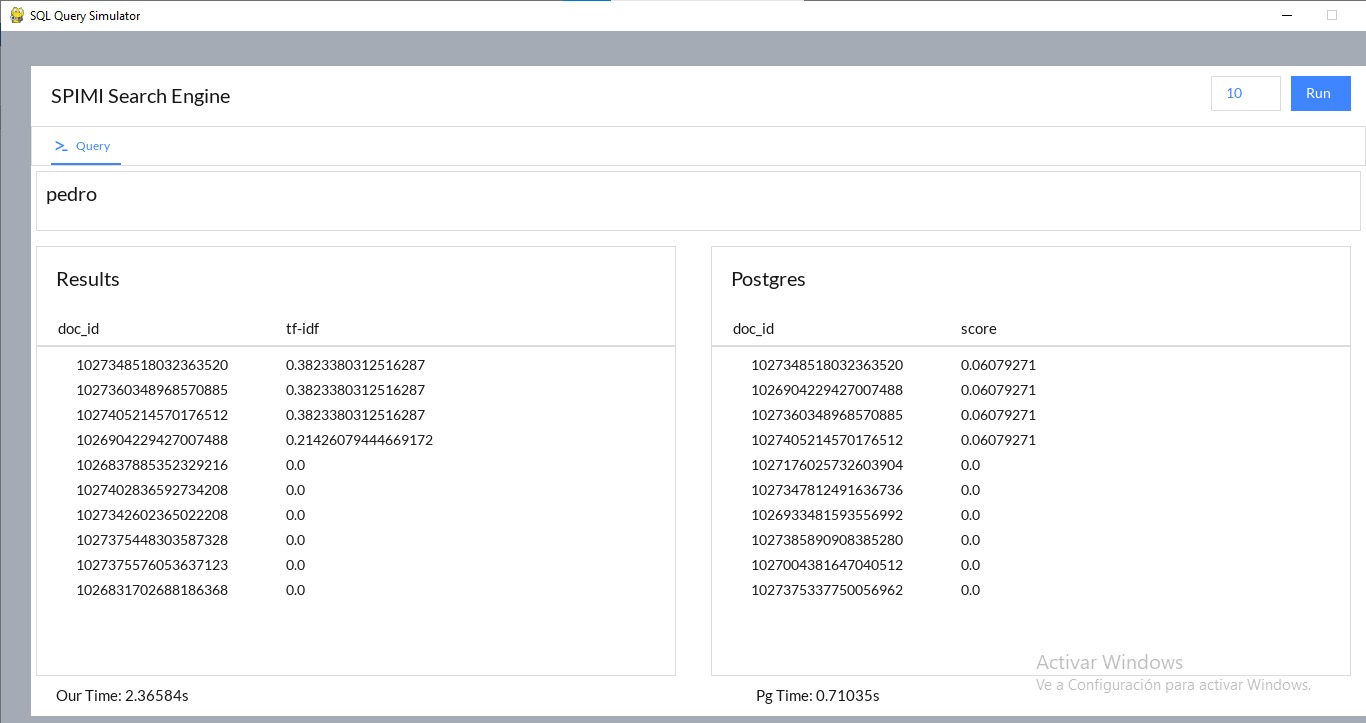 SQL Query Simulator
SPIMI Search Engine
10
Run
>_ Query
pedro
Results
doc_id tf-idf
1027348518032363520 0.3823380312516287
1027360348968570885 0.3823380312516287
1027405214570176512 0.3823380312516287
1026904229427007488 0.21426079444669172
1026837885352329216 0.0
1027402836592734208 0.0
1027342602365022208 0.0
1027375448303587328 0.0
1027375576053637123 0.0
1026831702688186368 0.0
Our Time: 2.36584s
Postgres
doc_id score
1027348518032363520 0.06079271
1026904229427007488 0.06079271
1027360348968570885 0.06079271
1027405214570176512 0.06079271
1027176025732603904 0.0
1027347812491636736 0.0
1026933481593556992 0.0
1027385890908385280 0.0
1027004381647040512 0.0
1027375337750056962 0.0
Pg Time: 0.71035s
Activar Windows
Ve a Configuración para activar Windows.